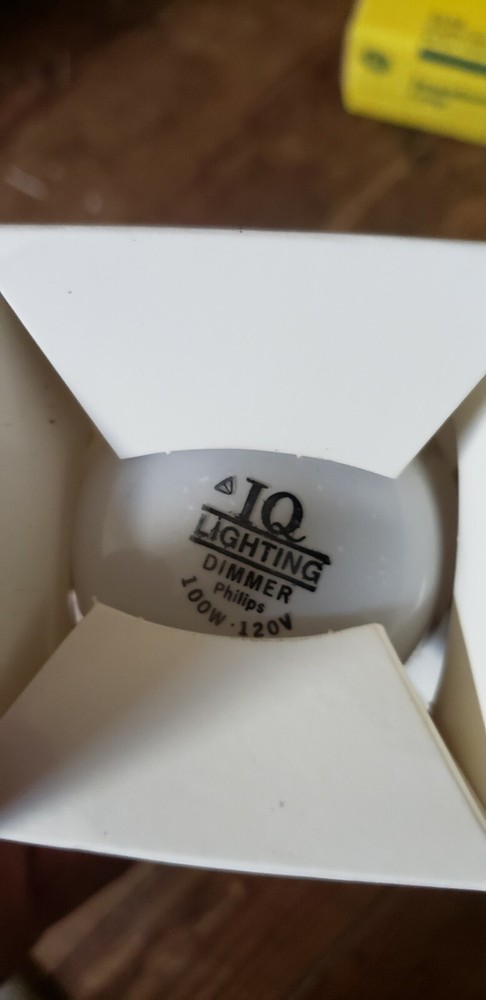 IQ
LIGHTING
DIMMER
Philips
100W·120V